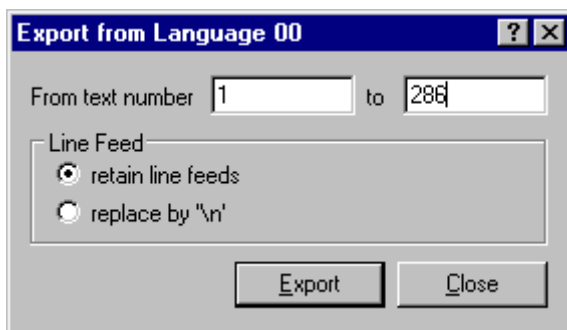 Export from Language 00
From text number 1 to 286
Line Feed
retain line feeds
replace by '\n'
Export Close